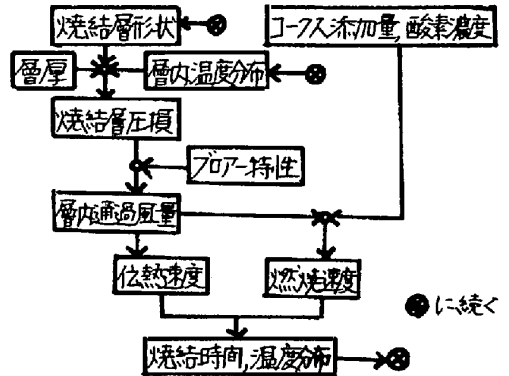 焼結層形状
コークス添加量,酸素濃度
層厚
層内温度分布
焼結層圧損
ブロアー特性
層内通過風量
伝熱速度
燃焼速度
⊗に続く
焼結時間,温度分布